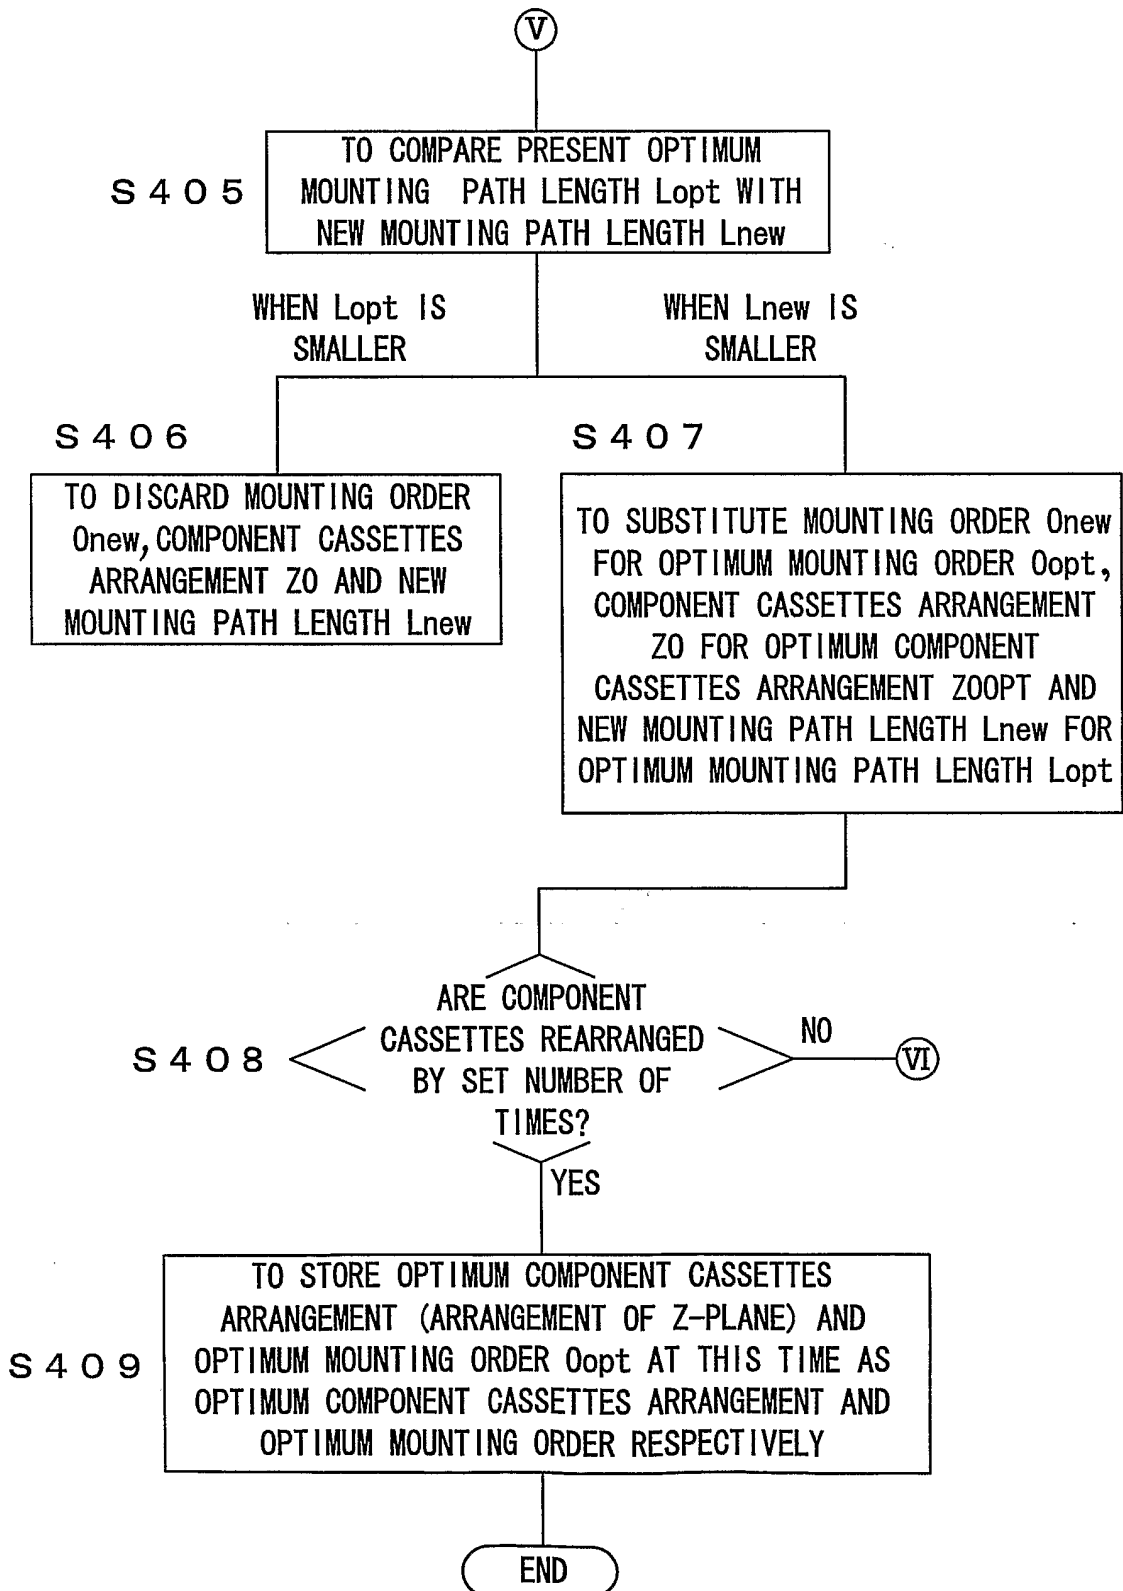 V
TO COMPARE PRESENT OPTIMUM
MOUNTING PATH LENGTH Lopt WITH
NEW MOUNTING PATH LENGTH Lnew
S405
WHEN Lopt IS
SMALLER
WHEN Lnew IS
SMALLER
S406
TO DISCARD MOUNTING ORDER
Onew, COMPONENT CASSETTES
ARRANGEMENT ZO AND NEW
MOUNTING PATH LENGTH Lnew
S407
TO SUBSTITUTE MOUNTING ORDER Onew
FOR OPTIMUM MOUNTING ORDER Oopt,
COMPONENT CASSETTES ARRANGEMENT
ZO FOR OPTIMUM COMPONENT
CASSETTES ARRANGEMENT ZOOPT AND
NEW MOUNTING PATH LENGTH Lnew FOR
OPTIMUM MOUNTING PATH LENGTH Lopt
S408
ARE COMPONENT
CASSETTES REARRANGED
BY SET NUMBER OF
TIMES?
NO
VI
YES
S409
TO STORE OPTIMUM COMPONENT CASSETTES
ARRANGEMENT (ARRANGEMENT OF Z-PLANE) AND
OPTIMUM MOUNTING ORDER Oopt AT THIS TIME AS
OPTIMUM COMPONENT CASSETTES ARRANGEMENT AND
OPTIMUM MOUNTING ORDER RESPECTIVELY
END